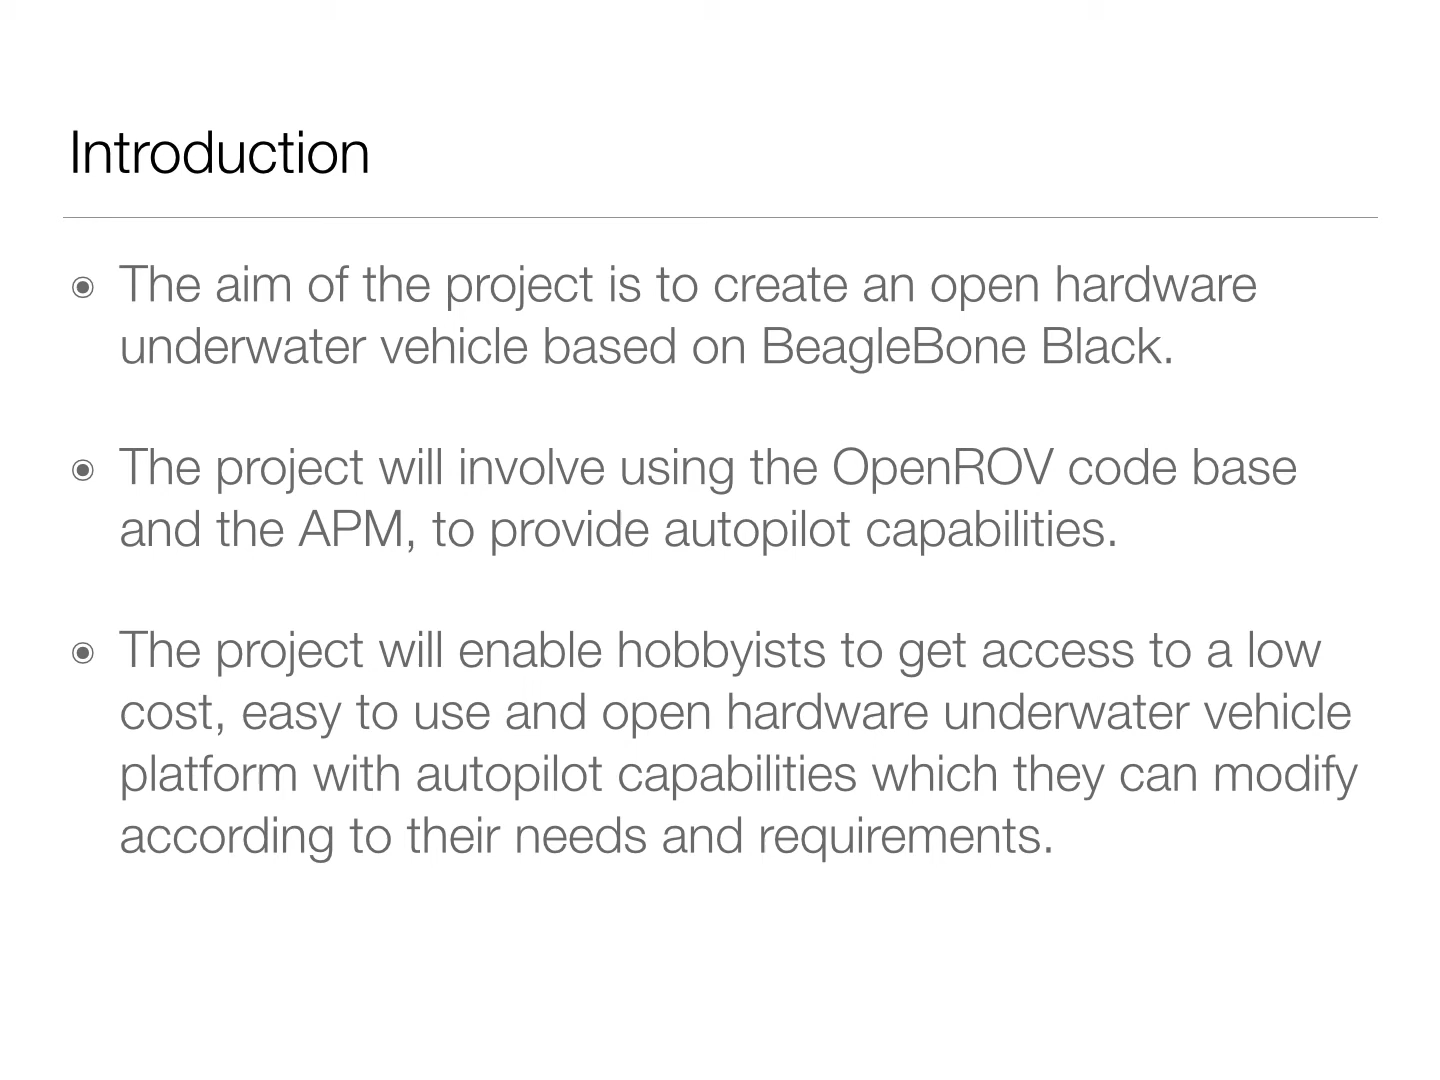 Introduction
The aim of the project is to create an open hardware
underwater vehicle based on BeagleBone Black.
The project will involve using the OpenROV code base
and the APM, to provide autopilot capabilities.
The project will enable hobbyists to get access to a low
cost, easy to use and open hardware underwater vehicle
platform with autopilot capabilities which they can modify
according to their needs and requirements.